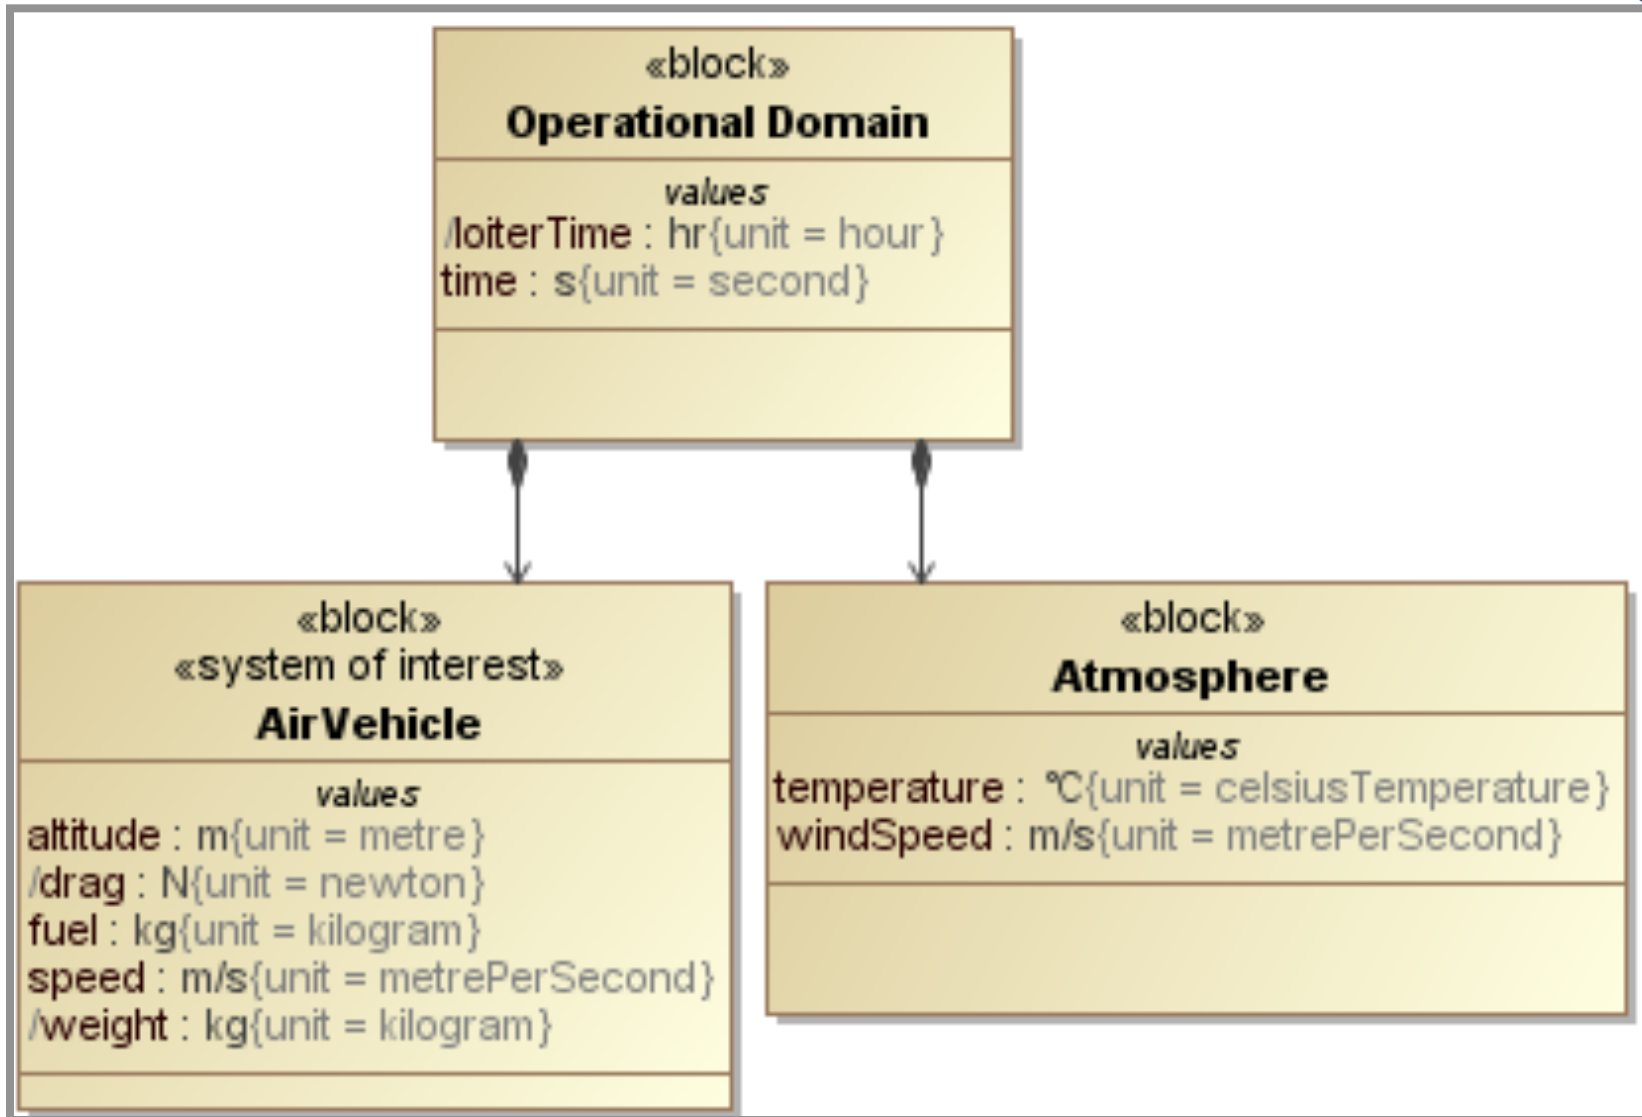 «block»
Operational Domain
values
/loiterTime : hr{unit = hour}
time : s{unit = second}
«block»
«system of interest»
AirVehicle
values
altitude : m{unit = metre}
/drag : N{unit = newton}
fuel : kg{unit = kilogram}
speed : m/s{unit = metrePerSecond}
/weight : kg{unit = kilogram}
«block»
Atmosphere
values
temperature : °C{unit = celsiusTemperature}
windSpeed : m/s{unit = metrePerSecond}